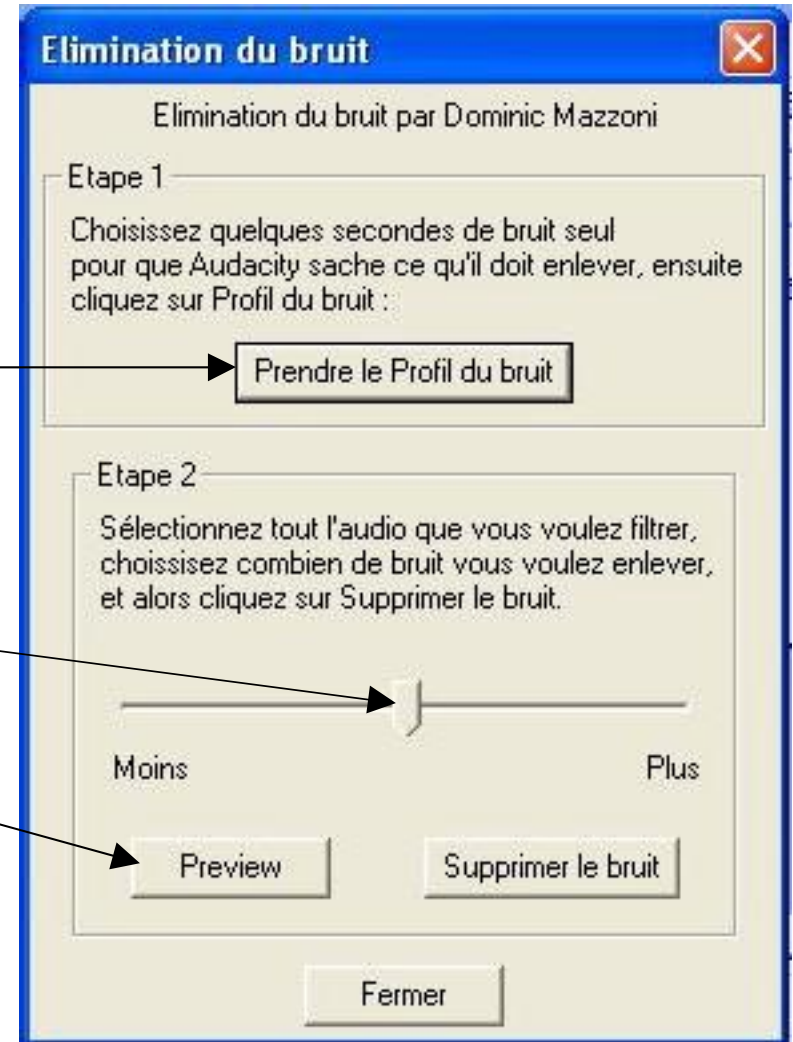 Elimination du bruit
Elimination du bruit par Dominic Mazzoni
Etape 1
Choisissez quelques secondes de bruit seul
pour que Audacity sache ce qu'il doit enlever, ensuite
cliquez sur Profil du bruit :
Prendre le Profil du bruit
Etape 2
Sélectionnez tout l'audio que vous voulez filtrer,
choissisez combien de bruit vous voulez enlever,
et alors cliquez sur Supprimer le bruit.
Moins Plus
Preview Supprimer le bruit
Fermer